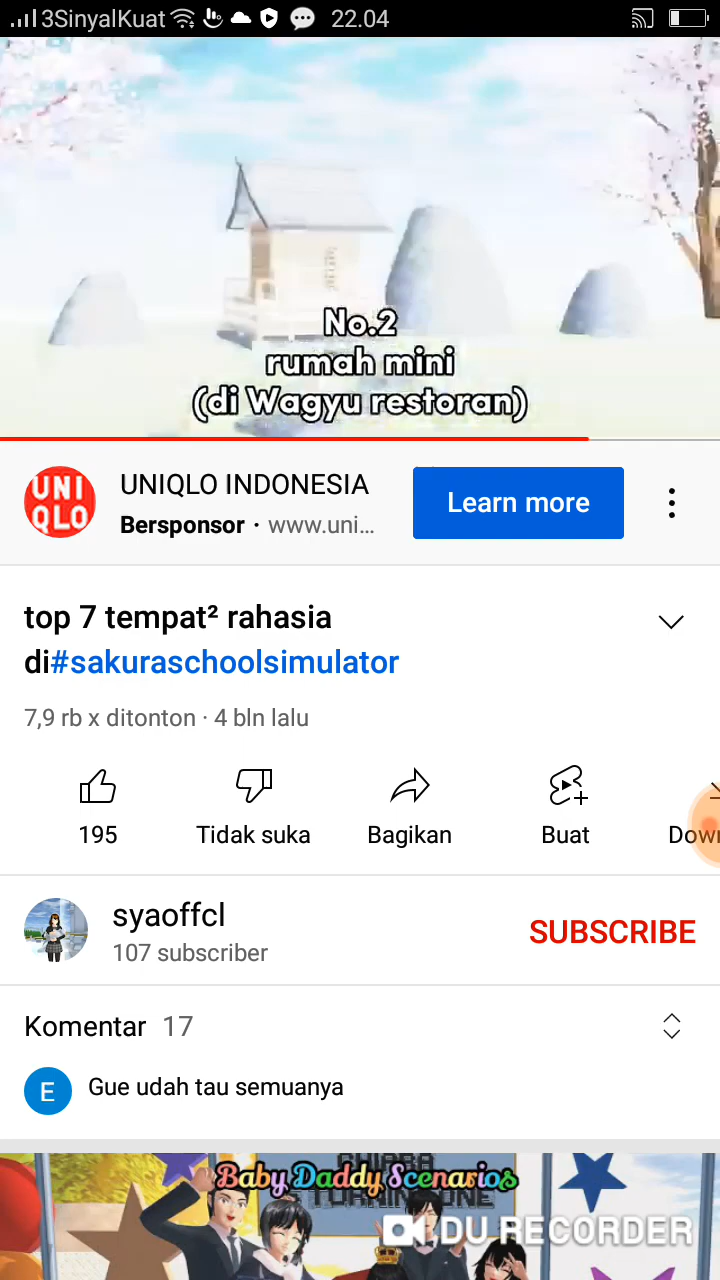 3SinyalKuat 22.04
No.2
rumah mini
(di Wagyu restoran)
UNI
QLO
UNIQLO INDONESIA
Bersponsor · www.uni...
Learn more
top 7 tempat² rahasia
di#sakuraschoolsimulator
7,9 rb x ditonton · 4 bln lalu
195 Tidak suka Bagikan Buat Down
syaoffcl
107 subscriber
SUBSCRIBE
Komentar 17
E Gue udah tau semuanya
Baby Daddy Scenarios
DU RECORDER